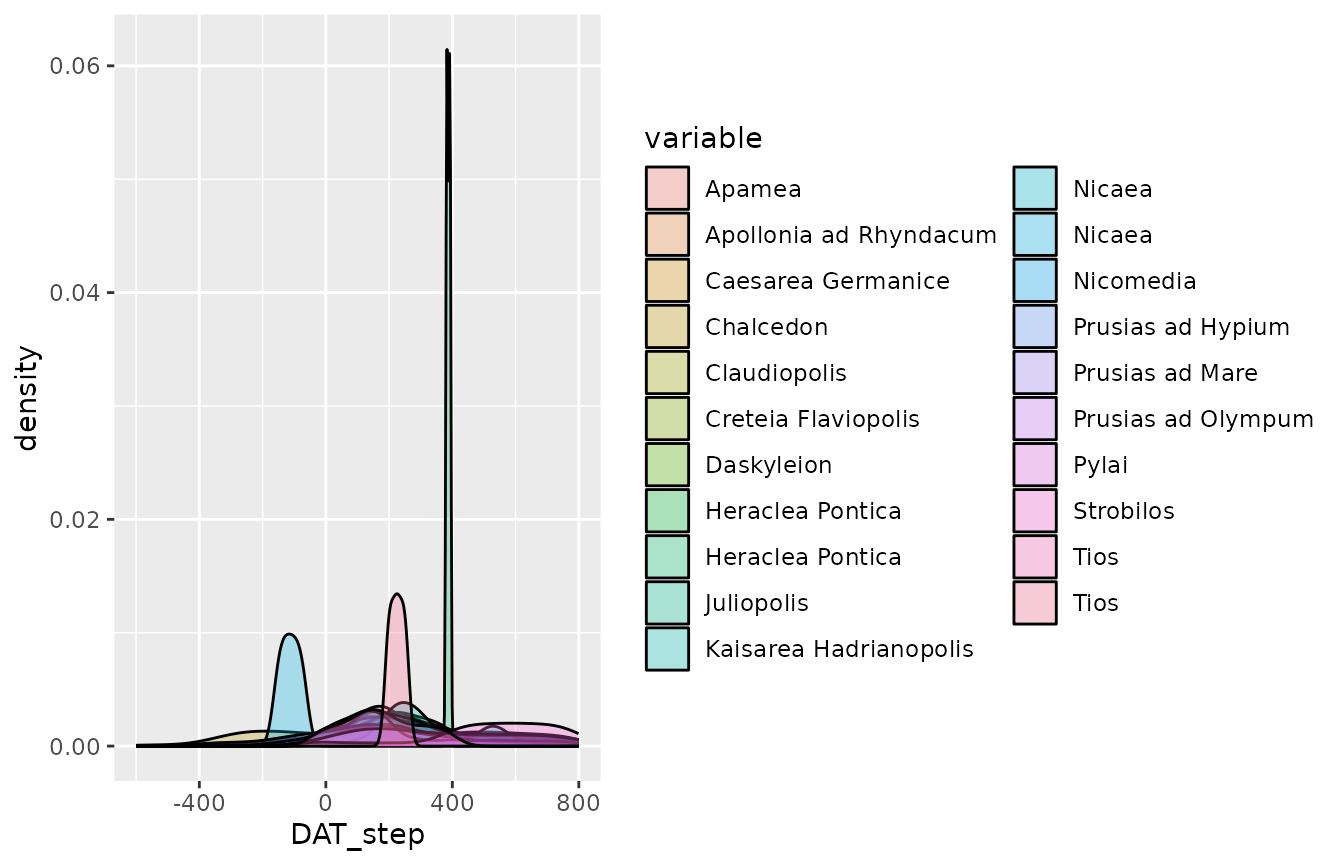 0.06
0.04
0.02
0.00
density
-400 0 400 800
DAT_step
variable
Apamea
Apollonia ad Rhyndacum
Caesarea Germanice
Chalcedon
Claudiopolis
Creteia Flaviopolis
Daskyleion
Heraclea Pontica
Heraclea Pontica
Juliopolis
Kaisarea Hadrianopolis
Nicaea
Nicaea
Nicomedia
Prusias ad Hypium
Prusias ad Mare
Prusias ad Olympum
Pylai
Strobilos
Tios
Tios